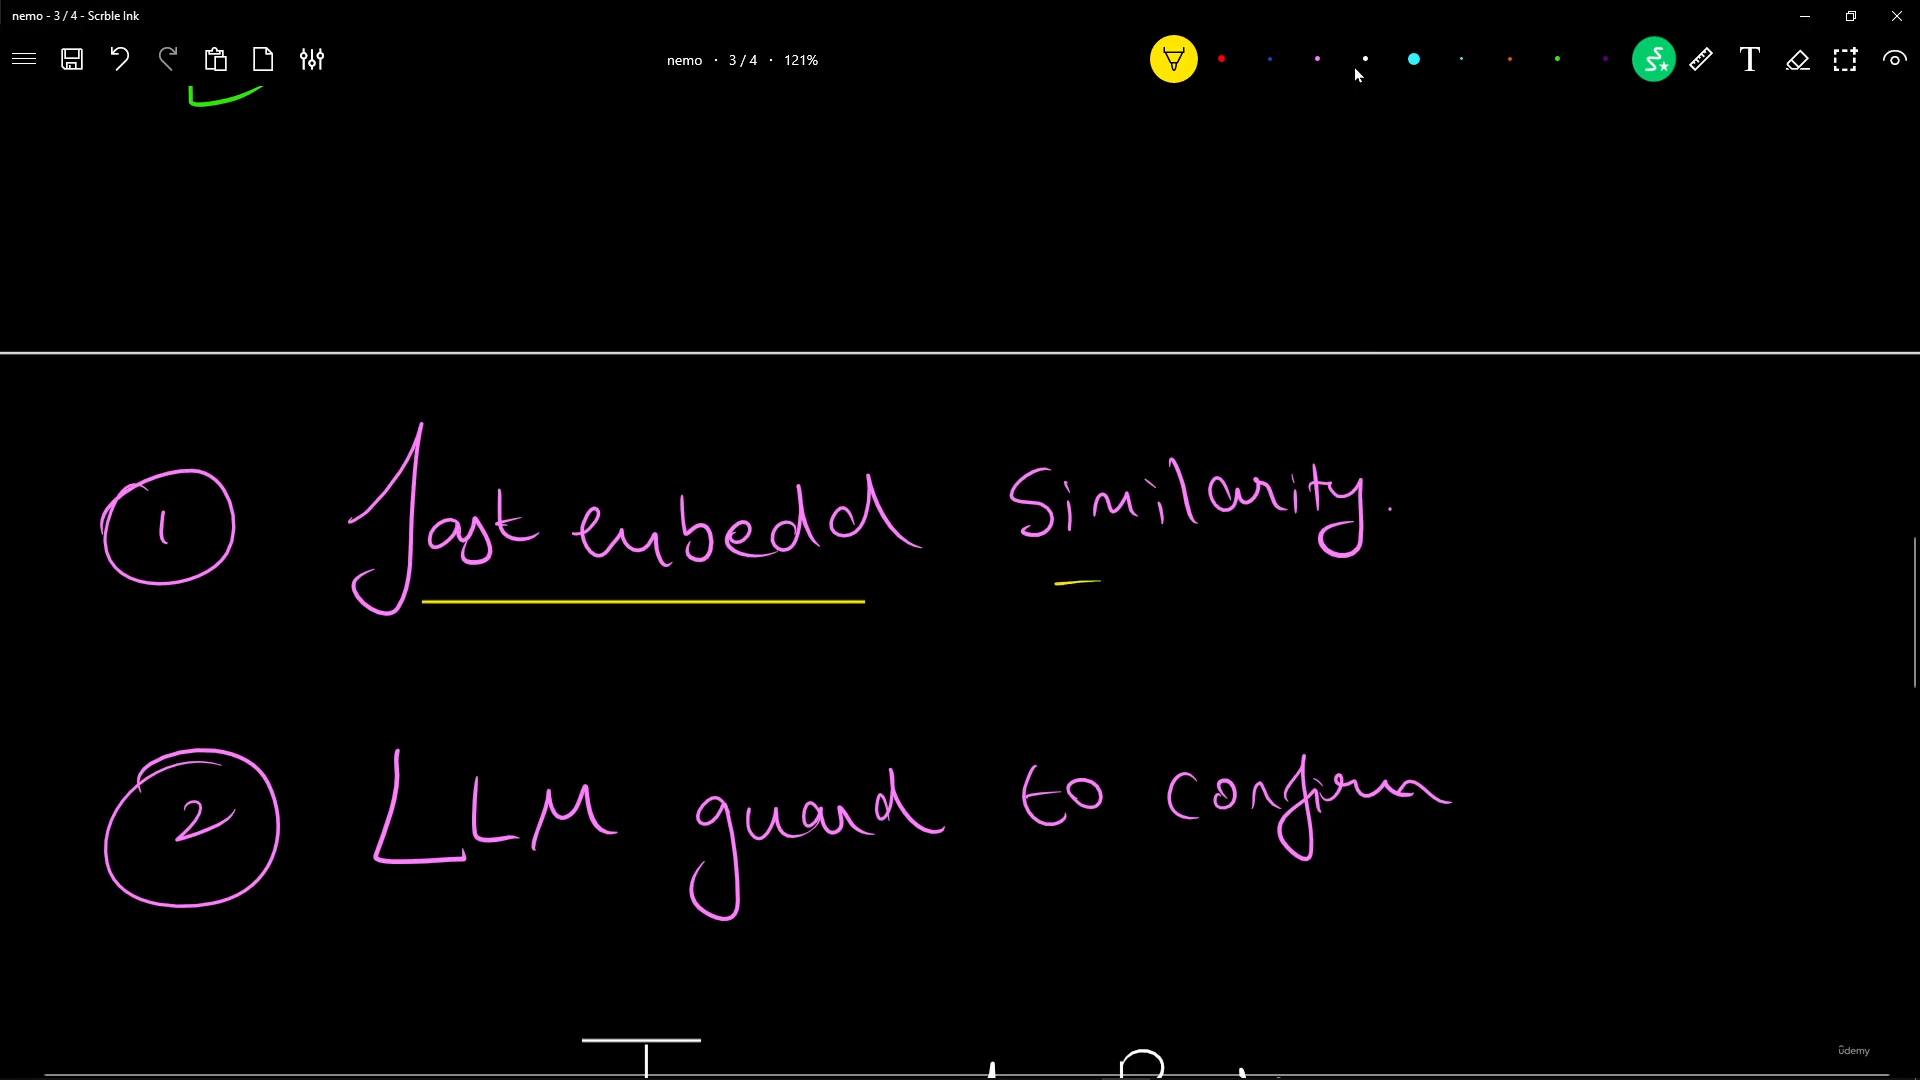 nemo - 3 / 4 - Scrble Ink
nemo · 3 / 4 · 121%
T
1 fast embedd Similarity.
2 LLM guard to confirm
udemy